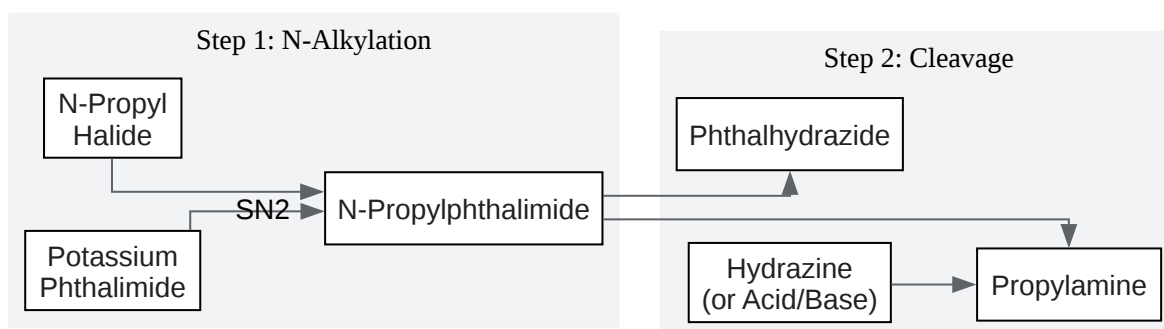 Step 1: N-Alkylation
N-Propyl
Halide
SN2
Potassium
Phthalimide
N-Propylphthalimide
Step 2: Cleavage
Phthalhydrazide
Hydrazine
(or Acid/Base)
Propylamine